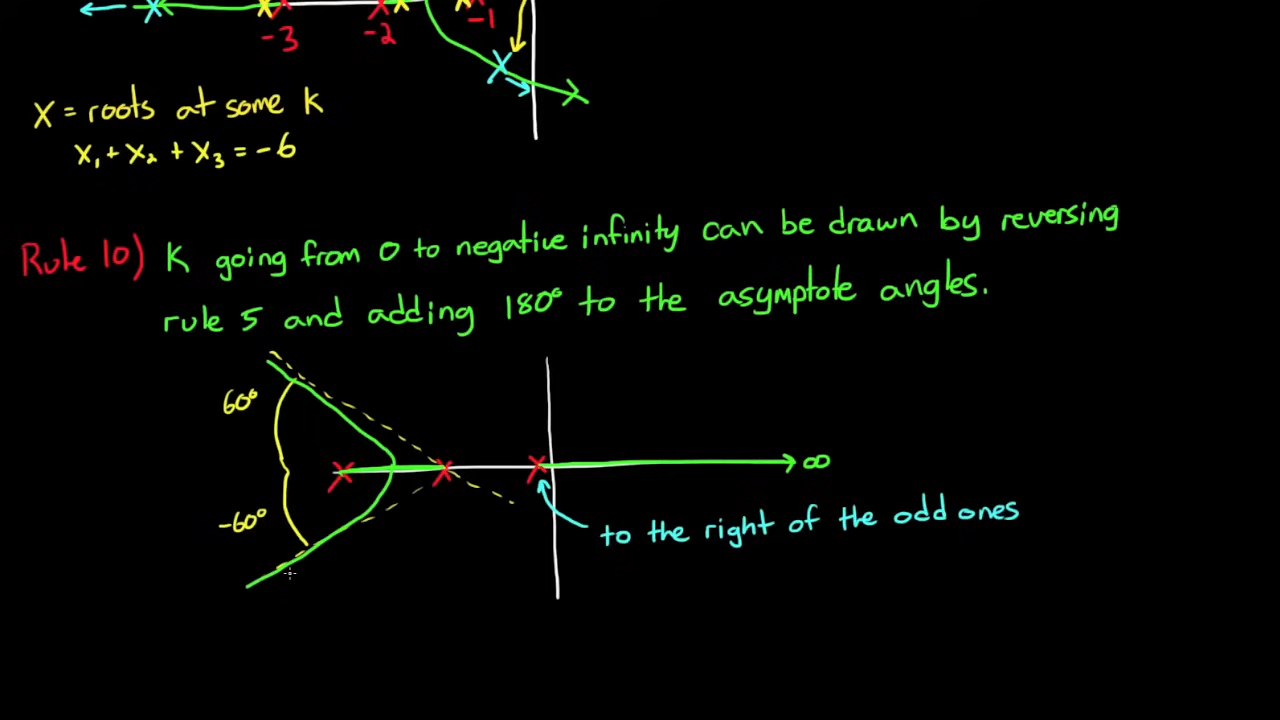 -3 -2 -1
X = roots at some k
x₁ + x₂ + x₃ = -6
Rule 10) K going from 0 to negative infinity can be drawn by reversing
rule 5 and adding 180° to the asymptote angles.
60°
∞
-60°
to the right of the odd ones